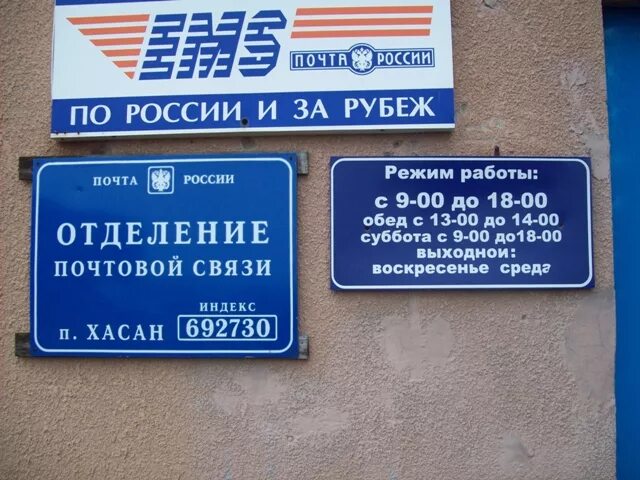 EMS
ПОЧТА РОССИИ
ПО РОССИИ И ЗА РУБЕЖ
ПОЧТА РОССИИ
ОТДЕЛЕНИЕ
ПОЧТОВОЙ СВЯЗИ
ИНДЕКС
п. ХАСАН 692730
Режим работы:
с 9-00 до 18-00
обед с 13-00 до 14-00
суббота с 9-00 до18-00
выходной:
воскресенье среда